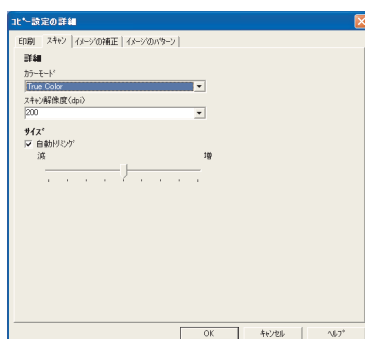 ｺﾋﾟｰ設定の詳細
印刷 スキャン イメージの補正 イメージのパターン
詳細
カラーモード
True Color
スキャン解像度(dpi)
200
サイズ
自動トリミング
減 増
OK キャンセル ヘルプ